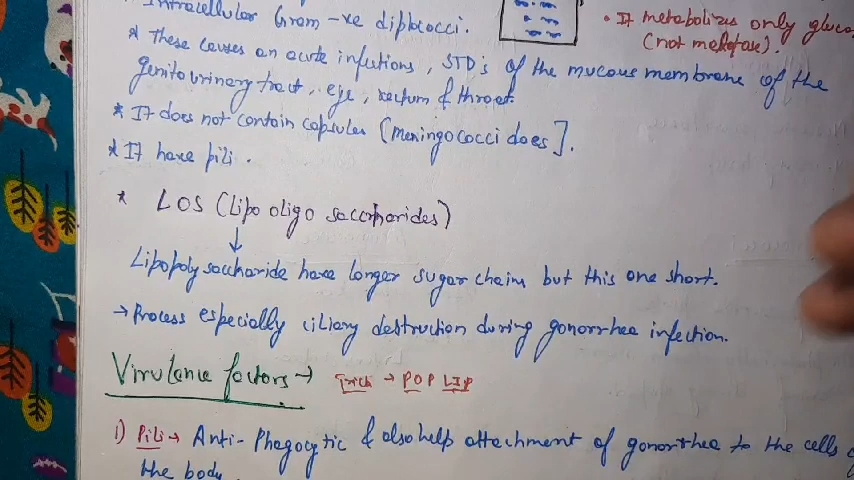 Intracellular Gram -ve diplococci.
• It metabolizes only gluco
(not maltose).
* These causes an acute infections, STD's of the mucous membrane of the
genitourinary tract, eye, rectum & throat.
* It does not contain capsules [meningococci does].
* It have pili.
* LOS (Lipo oligo saccharides)
↓
Lipopolysaccharide have longer sugar chains but this one short.
→ Process especially ciliary destruction during gonorrhea infection.
Virulence factors →
Trick → POP LIP
1) Pili → Anti-Phagocytic & also help attachment of gonorrhea to the cells
the body.